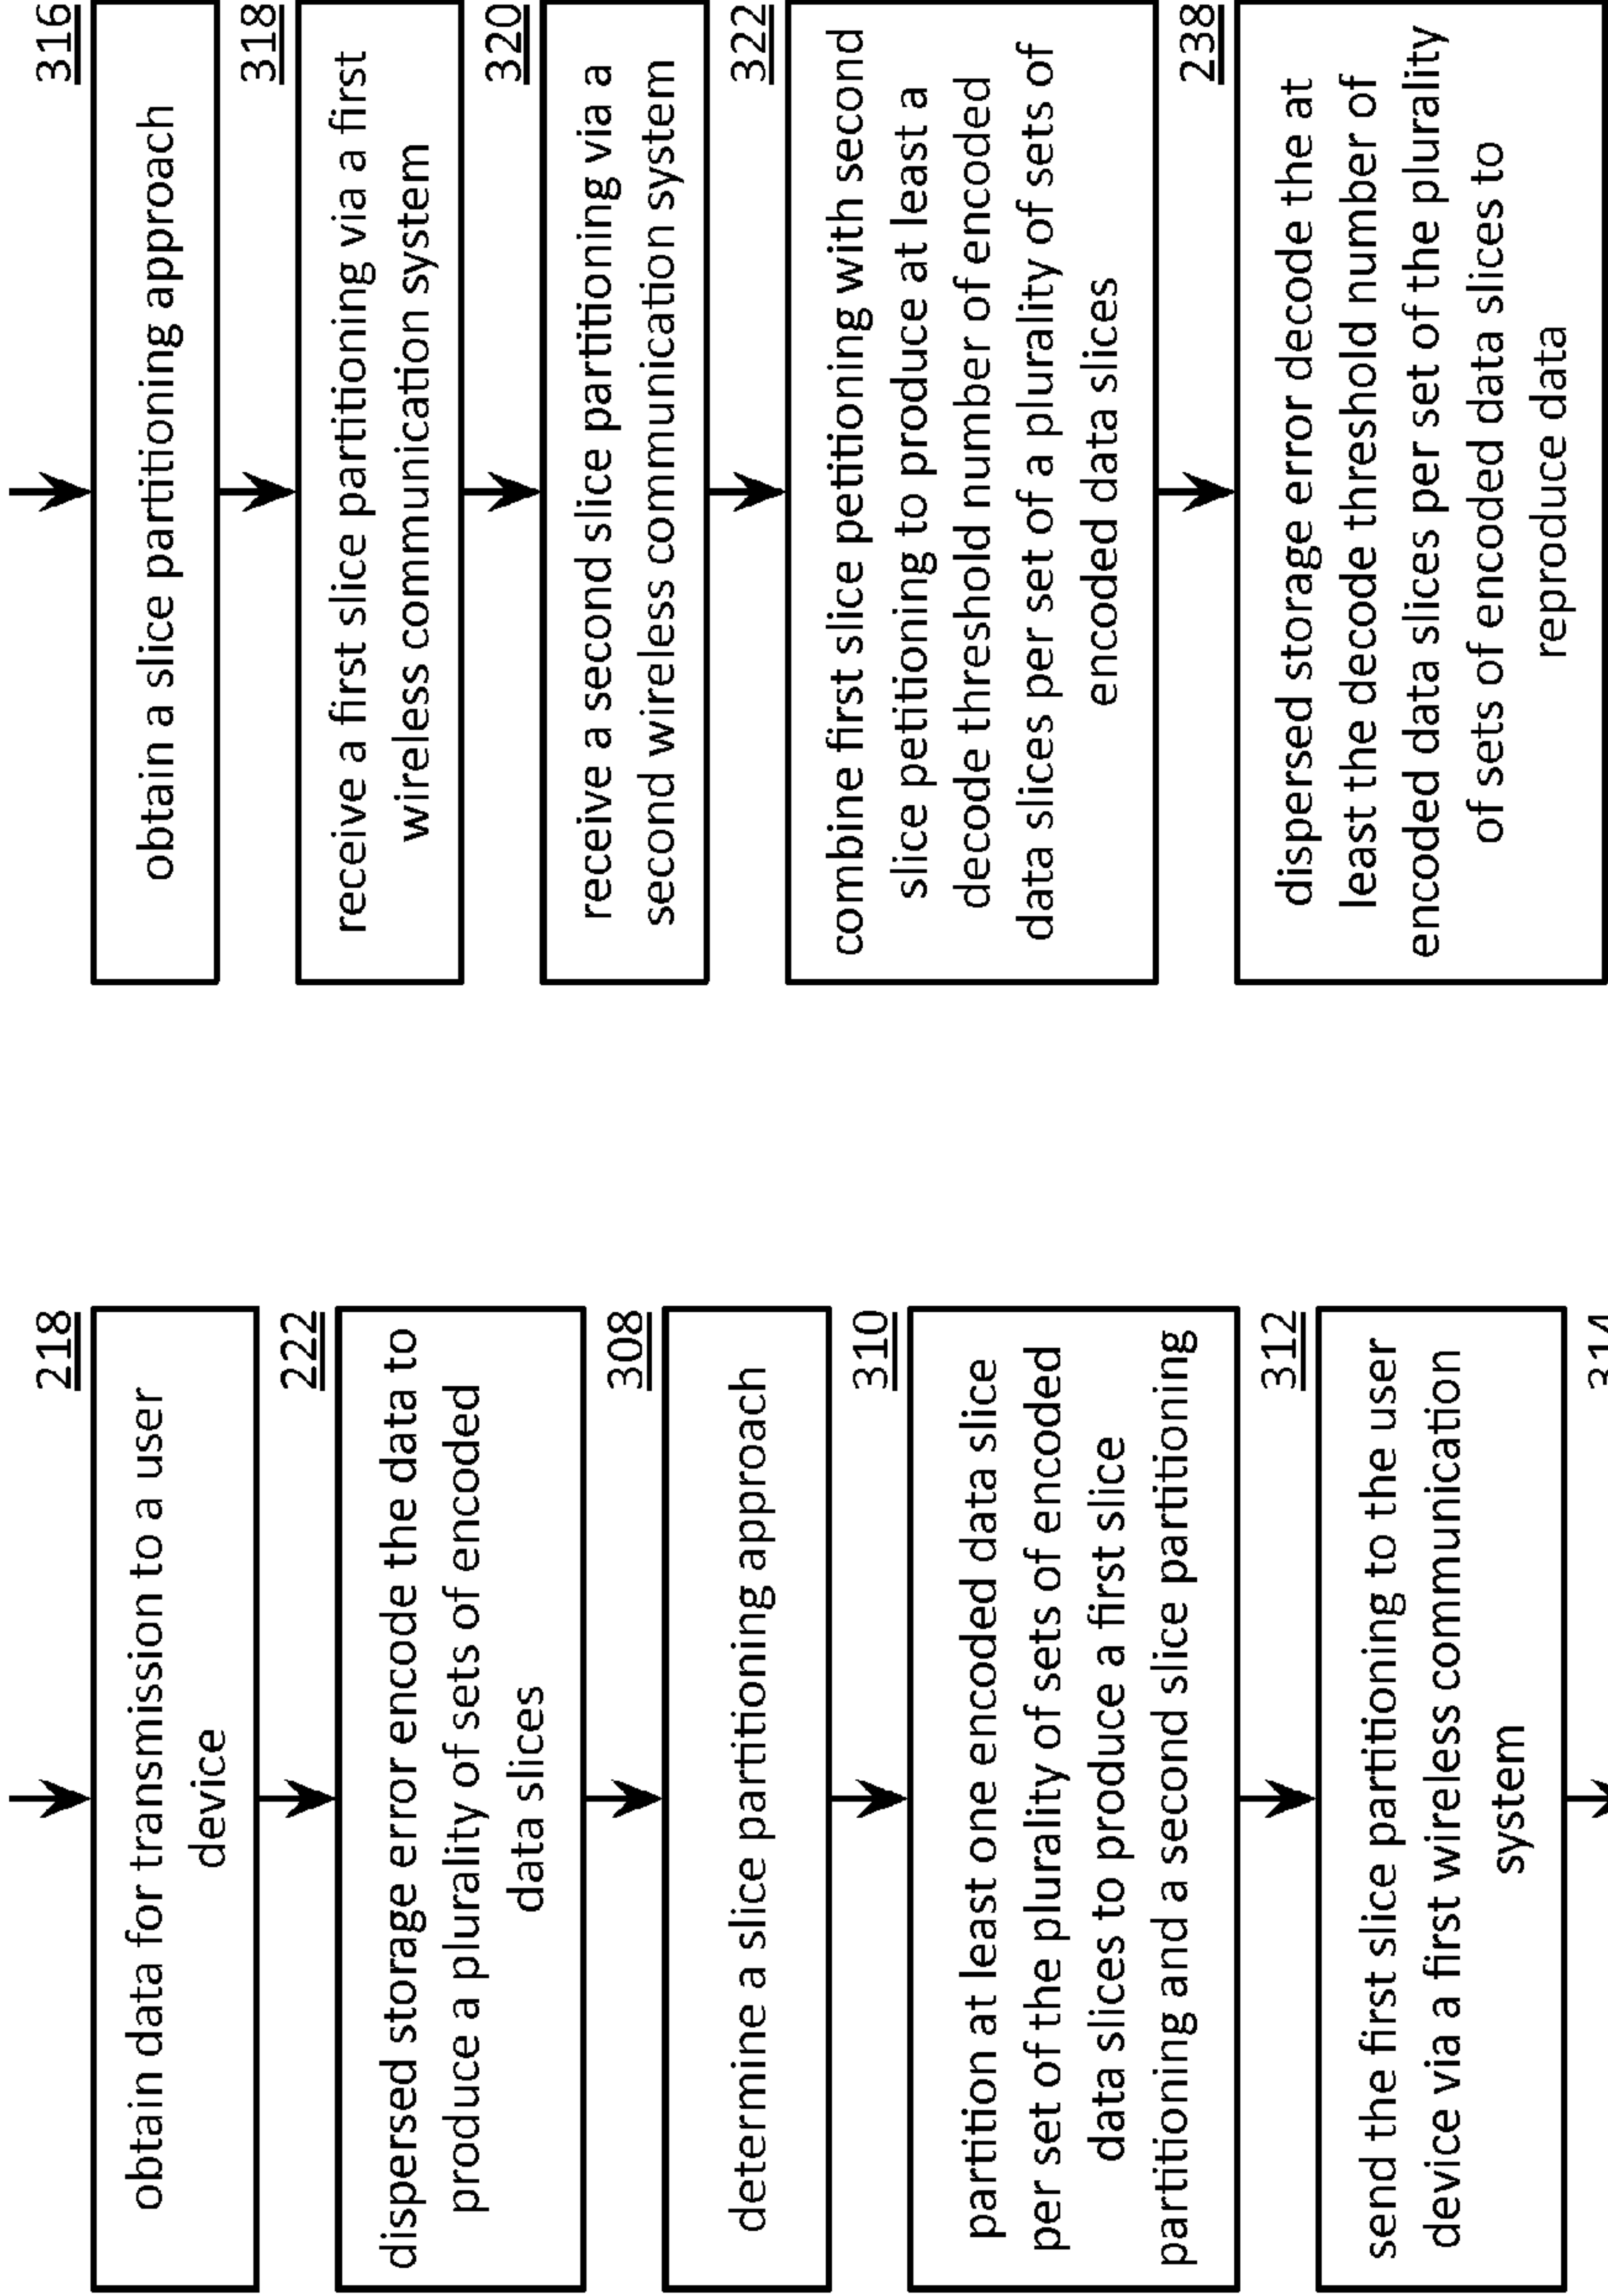 218
obtain data for transmission to a user
device
222
dispersed storage error encode the data to
produce a plurality of sets of encoded
data slices
308
determine a slice partitioning approach
310
partition at least one encoded data slice
per set of the plurality of sets of encoded
data slices to produce a first slice
partitioning and a second slice partitioning
312
send the first slice partitioning to the user
device via a first wireless communication
system
314
316
obtain a slice partitioning approach
318
receive a first slice partitioning via a first
wireless communication system
320
receive a second slice partitioning via a
second wireless communication system
322
combine first slice petitioning with second
slice petitioning to produce at least a
decode threshold number of encoded
data slices per set of a plurality of sets of
encoded data slices
238
dispersed storage error decode the at
least the decode threshold number of
encoded data slices per set of the plurality
of sets of encoded data slices to
reproduce data